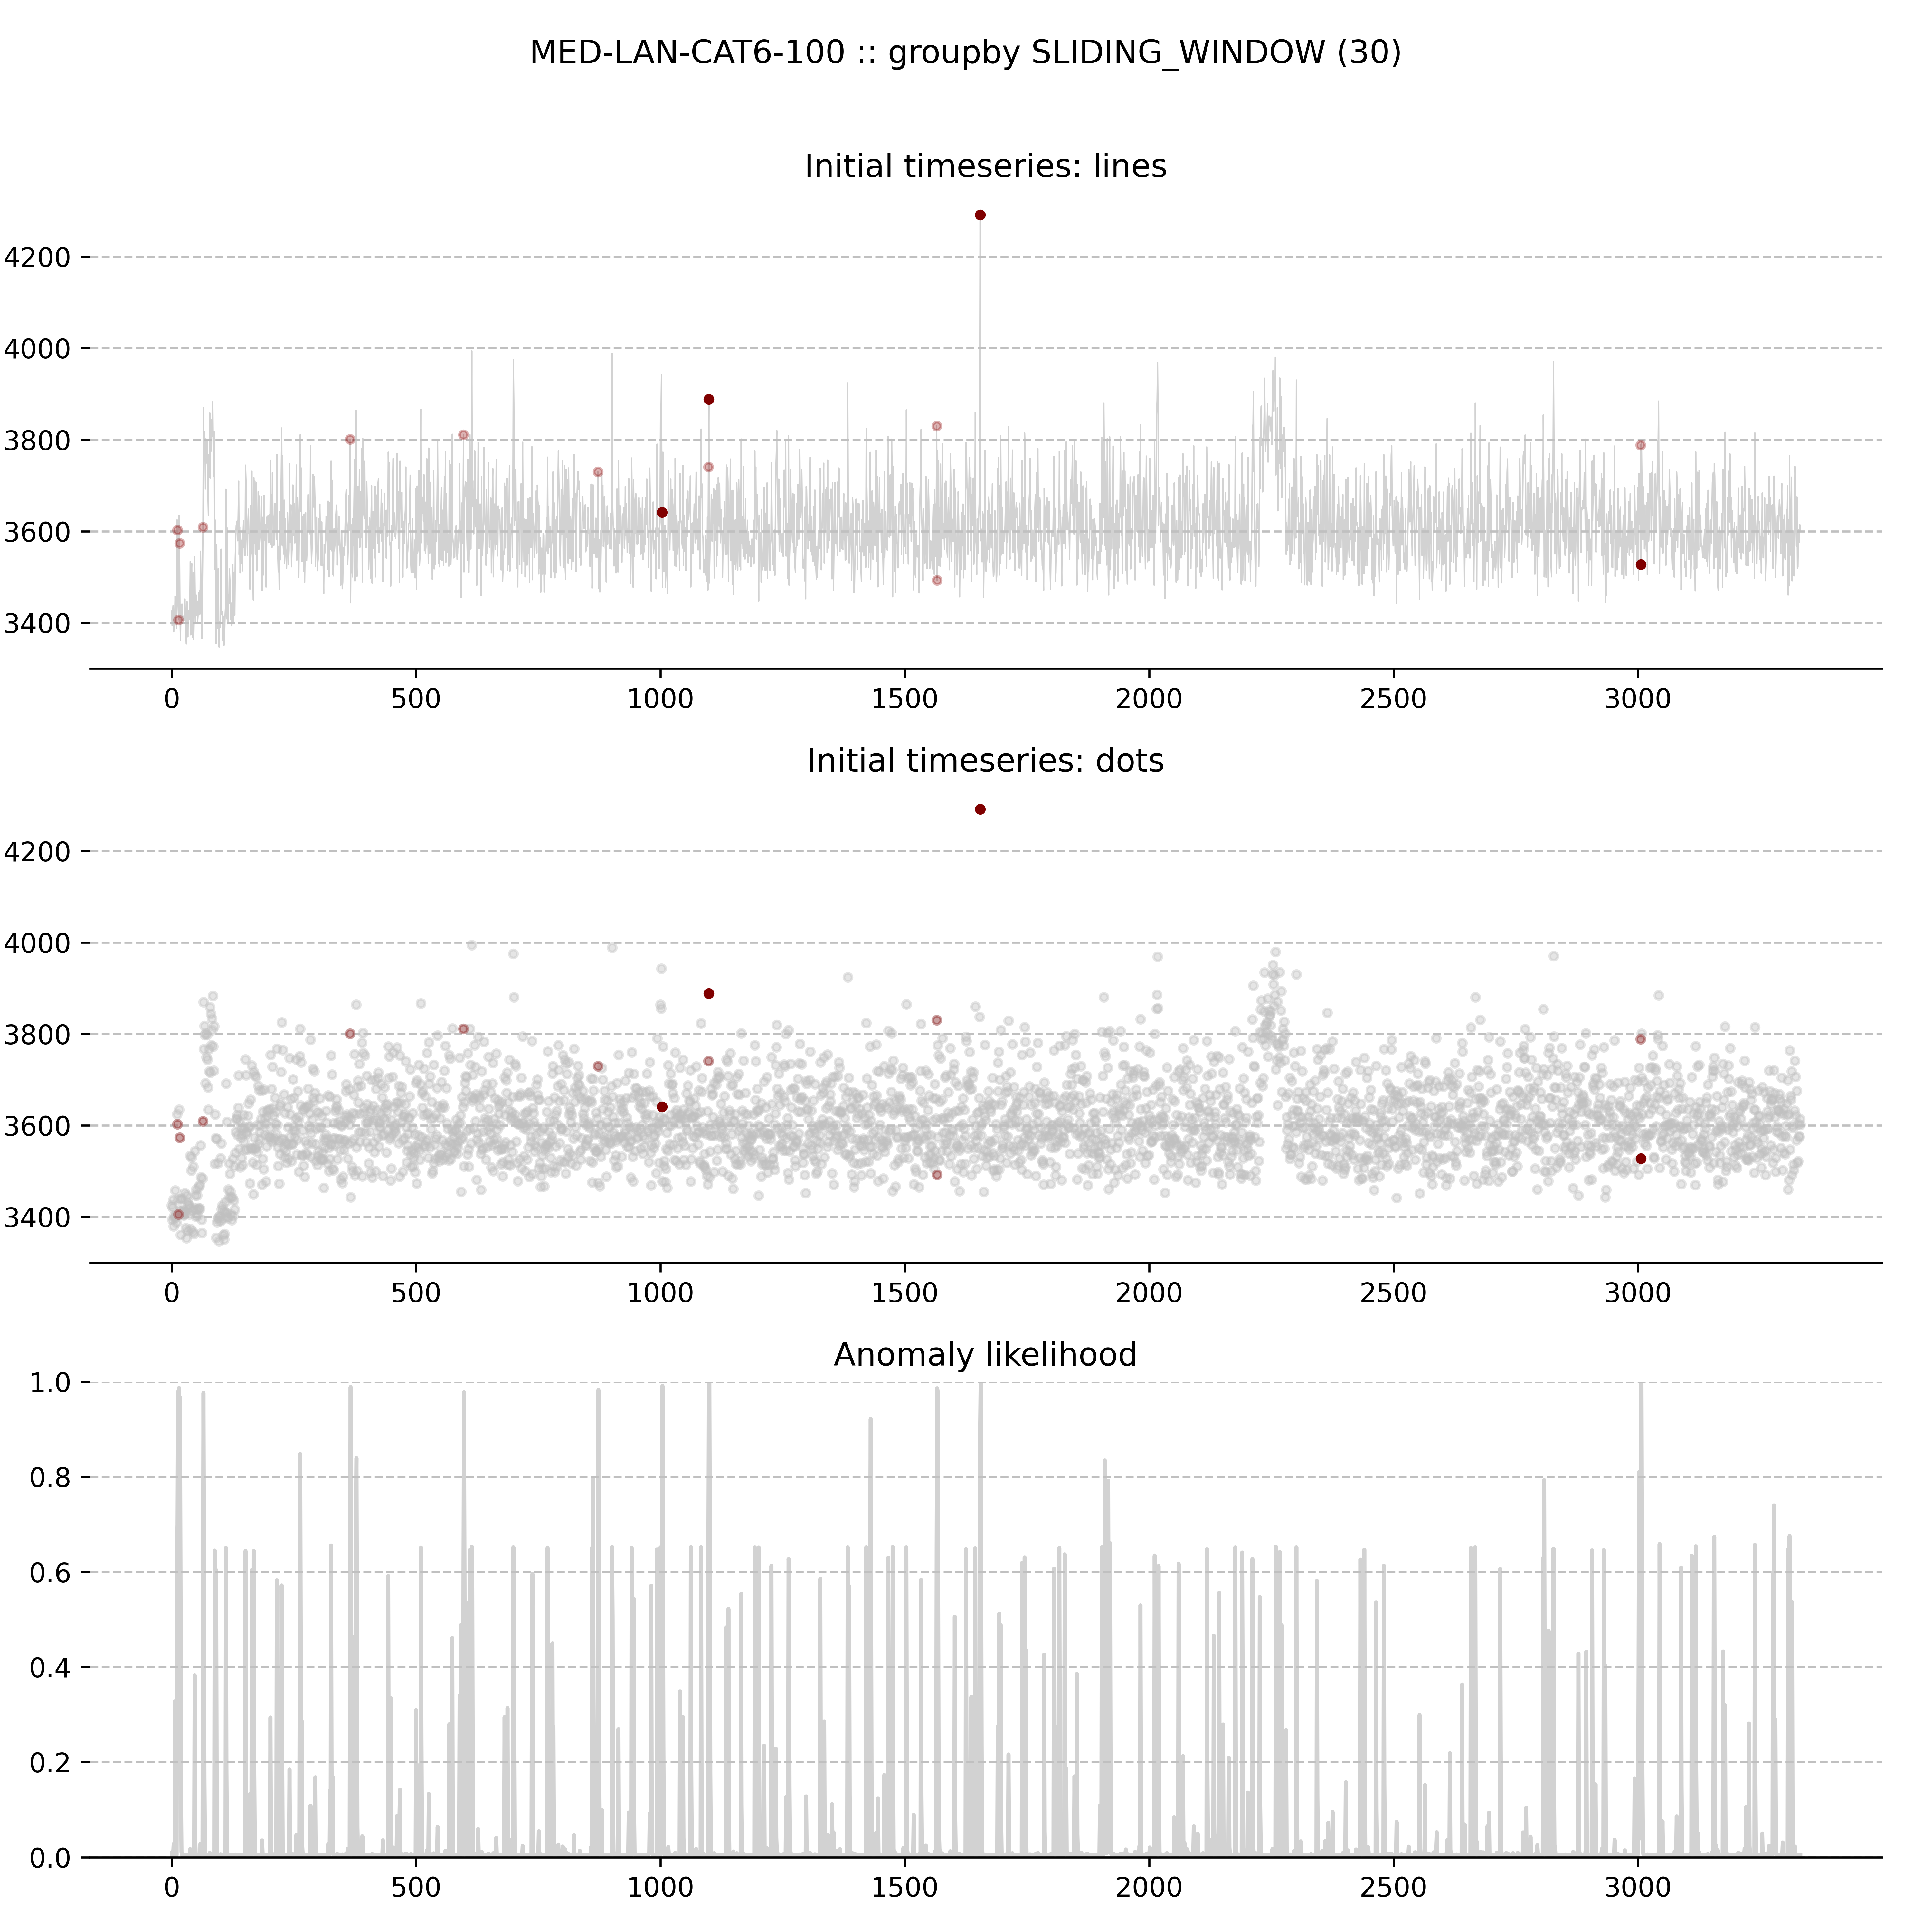 MED-LAN-CAT6-100 :: groupby SLIDING_WINDOW (30)
Initial timeseries: lines
4200
4000
3800
3600
3400
0 500 1000 1500 2000 2500 3000
Initial timeseries: dots
4200
4000
3800
3600
3400
0 500 1000 1500 2000 2500 3000
Anomaly likelihood
1.0
0.8
0.6
0.4
0.2
0.0
0 500 1000 1500 2000 2500 3000